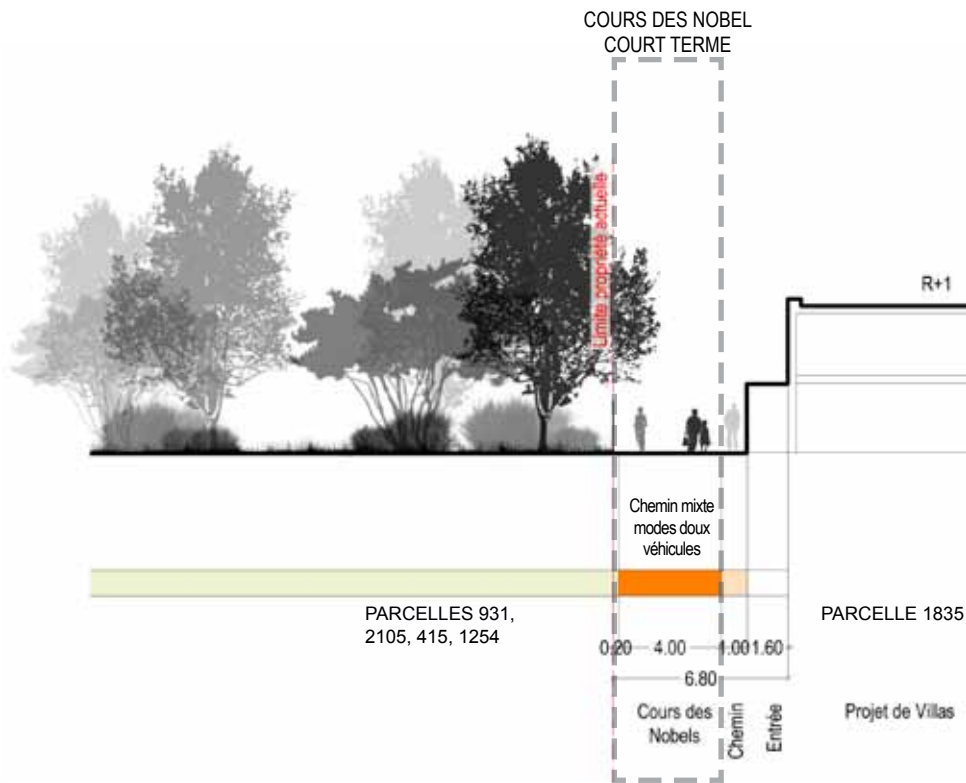 COURS DES NOBEL
COURT TERME
Limite propriété actuelle
R+1
Chemin mixte
modes doux
véhicules
PARCELLES 931,
2105, 415, 1254
PARCELLE 1835
0.20 4.00 1.00 1.60
6.80
Cours des
Nobels
Chemin
Entrée
Projet de Villas